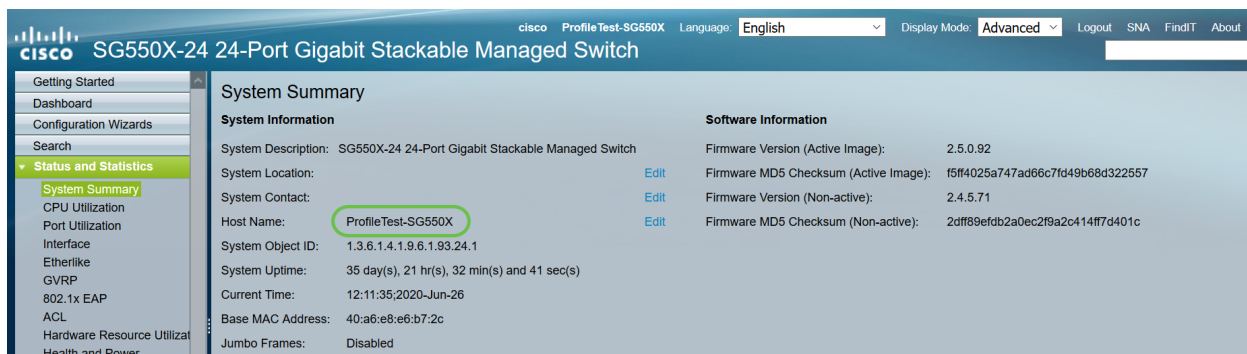 cisco ProfileTest-SG550X Language: English Display Mode: Advanced Logout SNA FindIT About
CISCO SG550X-24 24-Port Gigabit Stackable Managed Switch
Getting Started
Dashboard
Configuration Wizards
Search
Status and Statistics
System Summary
CPU Utilization
Port Utilization
Interface
Etherlike
GVRP
802.1x EAP
ACL
Hardware Resource Utilizat
Health and Power
System Summary
System Information
System Description: SG550X-24 24-Port Gigabit Stackable Managed Switch
System Location: Edit
System Contact: Edit
Host Name: ProfileTest-SG550X Edit
System Object ID: 1.3.6.1.4.1.9.6.1.93.24.1
System Uptime: 35 day(s), 21 hr(s), 32 min(s) and 41 sec(s)
Current Time: 12:11:35;2020-Jun-26
Base MAC Address: 40:a6:e8:e6:b7:2c
Jumbo Frames: Disabled
Software Information
Firmware Version (Active Image): 2.5.0.92
Firmware MD5 Checksum (Active Image): f5ff4025a747ad66c7fd49b68d322557
Firmware Version (Non-active): 2.4.5.71
Firmware MD5 Checksum (Non-active): 2dff89efdb2a0ec2f9a2c414ff7d401c